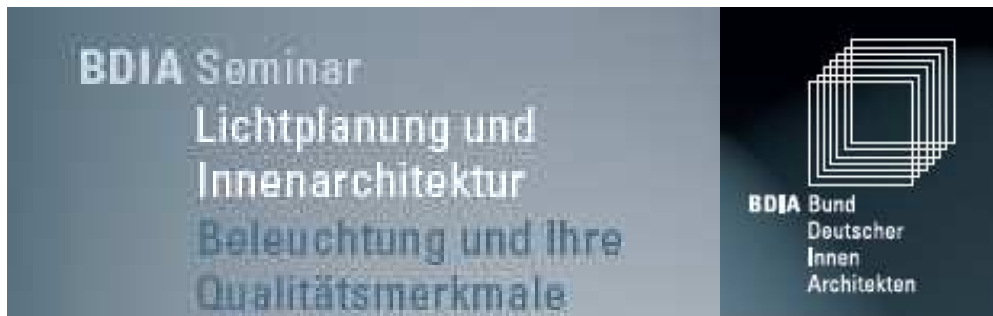 BDIA Seminar
Lichtplanung und
Innenarchitektur
Beleuchtung und Ihre
Qualitätsmerkmale
BDIA Bund
Deutscher
Innen
Architekten